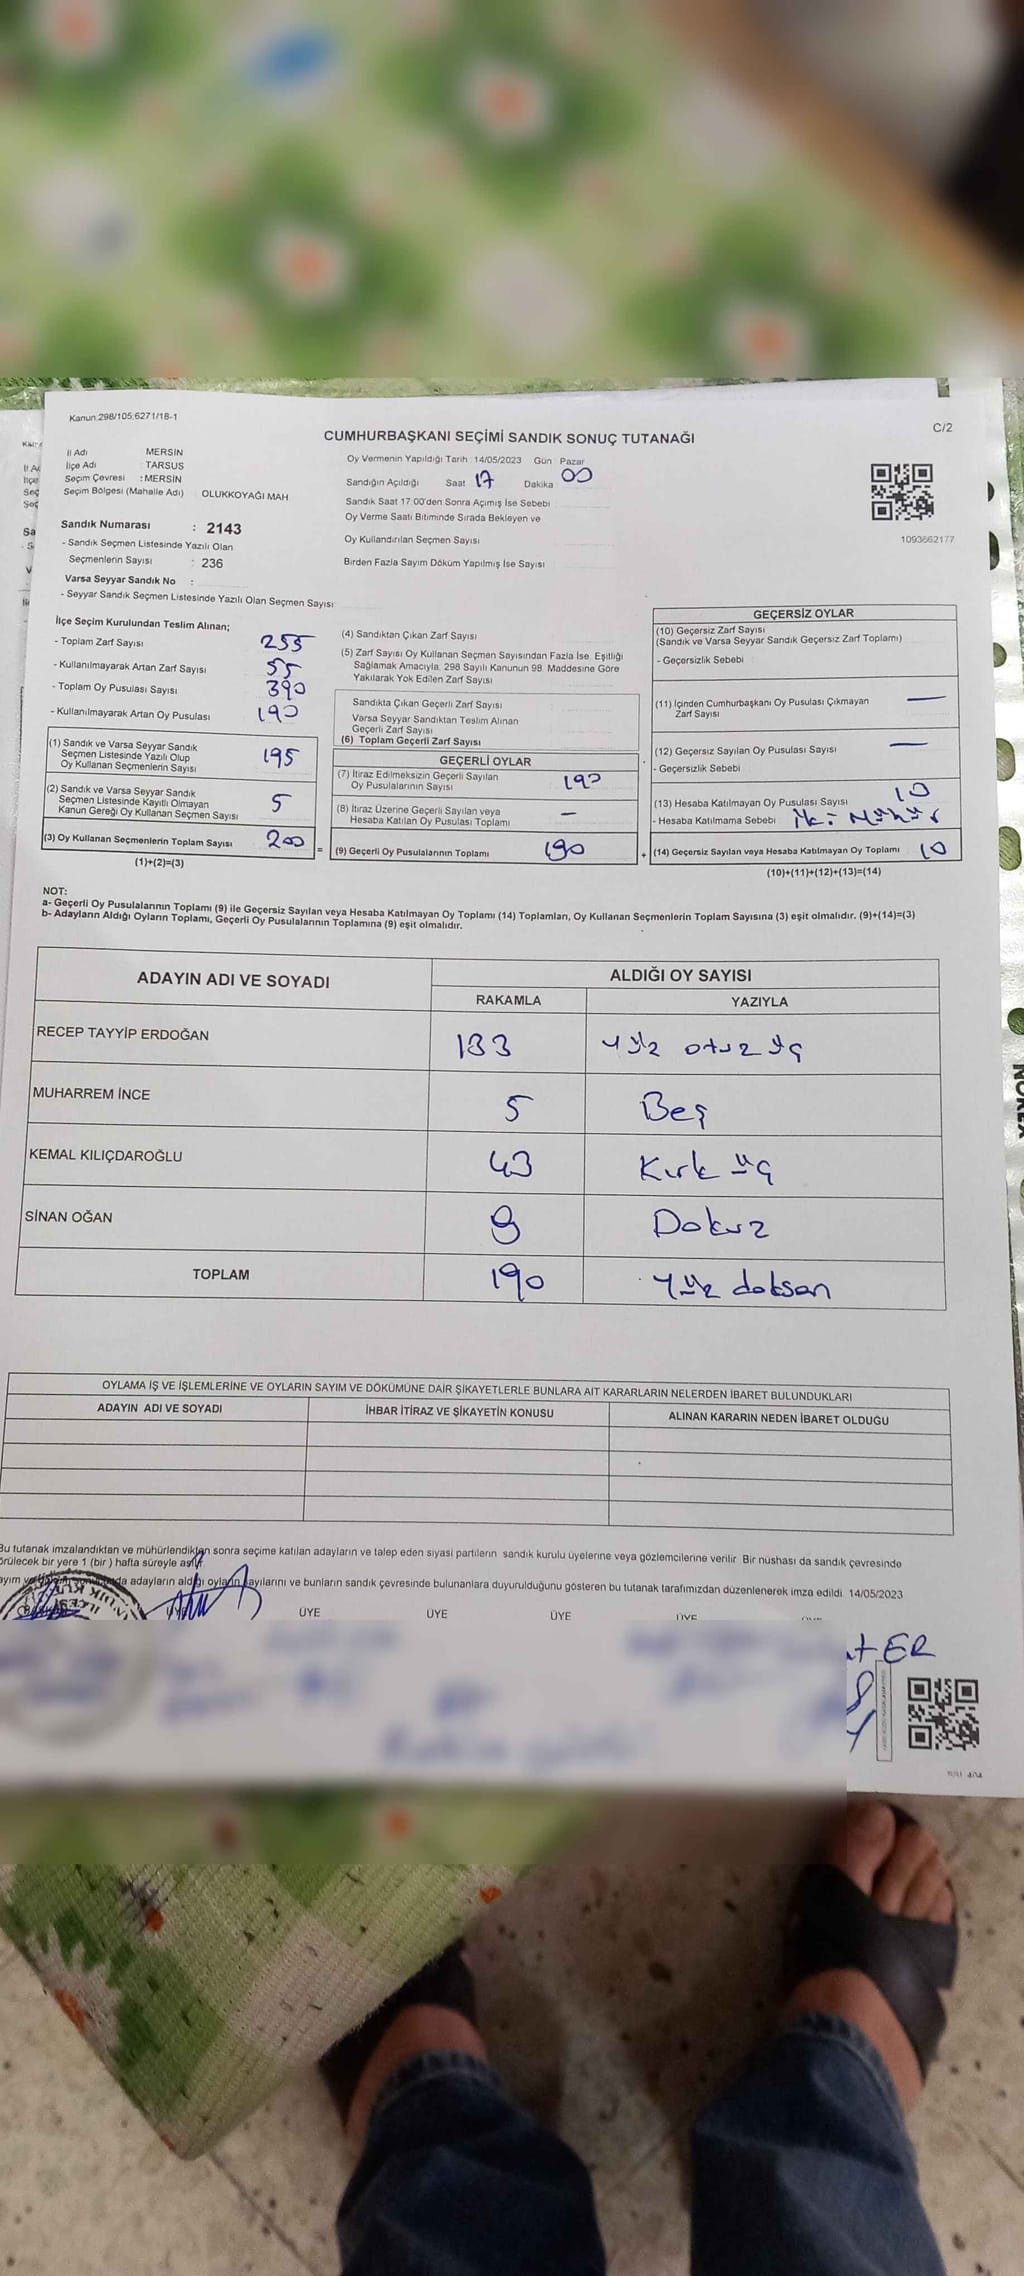 Kanun;298/105;6271/18-1
C/2
CUMHURBAŞKANI SEÇİMİ SANDIK SONUÇ TUTANAĞI
İl Adı : MERSİN
İlçe Adı : TARSUS
Seçim Çevresi : MERSİN
Seçim Bölgesi (Mahalle Adı) : OLUKKOYAĞI MAH
Sandık Numarası : 2143
- Sandık Seçmen Listesinde Yazılı Olan
Seçmenlerin Sayısı : 236
Varsa Seyyar Sandık No :
- Seyyar Sandık Seçmen Listesinde Yazılı Olan Seçmen Sayısı
Oy Vermenin Yapıldığı Tarih : 14/05/2023 Gün : Pazar
Sandığın Açıldığı Saat 17 Dakika 00
Sandık Saat 17:00'den Sonra Açımış İse Sebebi
Oy Verme Saati Bitiminde Sırada Bekleyen ve
Oy Kullandırılan Seçmen Sayısı
Birden Fazla Sayım Döküm Yapılmış İse Sayısı
1093662177
İlçe Seçim Kurulundan Teslim Alınan;
- Toplam Zarf Sayısı 255
- Kullanılmayarak Artan Zarf Sayısı 55
- Toplam Oy Pusulası Sayısı 390
- Kullanılmayarak Artan Oy Pusulası 190
(1) Sandık ve Varsa Seyyar Sandık
Seçmen Listesinde Yazılı Olup
Oy Kullanan Seçmenlerin Sayısı 195
(2) Sandık ve Varsa Seyyar Sandık
Seçmen Listesinde Kayıtlı Olmayan
Kanun Gereği Oy Kullanan Seçmen Sayısı 5
(3) Oy Kullanan Seçmenlerin Toplam Sayısı 200
(1)+(2)=(3)
(4) Sandıktan Çıkan Zarf Sayısı
(5) Zarf Sayısı Oy Kullanan Seçmen Sayısından Fazla İse, Eşitliği
Sağlamak Amacıyla, 298 Sayılı Kanunun 98. Maddesine Göre
Yakılarak Yok Edilen Zarf Sayısı
Sandıkta Çıkan Geçerli Zarf Sayısı
Varsa Seyyar Sandıktan Teslim Alınan
Geçerli Zarf Sayısı
(6) Toplam Geçerli Zarf Sayısı
GEÇERLİ OYLAR
(7) İtiraz Edilmeksizin Geçerli Sayılan
Oy Pusulalarının Sayısı 190
(8) İtiraz Üzerine Geçerli Sayılan veya
Hesaba Katılan Oy Pusulası Toplamı –
= (9) Geçerli Oy Pusulalarının Toplamı 190
GEÇERSİZ OYLAR
(10) Geçersiz Zarf Sayısı
(Sandık ve Varsa Seyyar Sandık Geçersiz Zarf Toplamı)
- Geçersizlik Sebebi
(11) İçinden Cumhurbaşkanı Oy Pusulası Çıkmayan —
Zarf Sayısı
(12) Geçersiz Sayılan Oy Pusulası Sayısı —
- Geçersizlik Sebebi
(13) Hesaba Katılmayan Oy Pusulası Sayısı 10
- Hesaba Katılmama Sebebi : iki Mühür
+ (14) Geçersiz Sayılan veya Hesaba Katılmayan Oy Toplamı 10
(10)+(11)+(12)+(13)=(14)
NOT:
a- Geçerli Oy Pusulalarının Toplamı (9) ile Geçersiz Sayılan veya Hesaba Katılmayan Oy Toplamı (14) Toplamları, Oy Kullanan Seçmenlerin Toplam Sayısına (3) eşit olmalıdır. (9)+(14)=(3)
b- Adayların Aldığı Oyların Toplamı, Geçerli Oy Pusulalarının Toplamına (9) eşit olmalıdır.
ADAYIN ADI VE SOYADI
ALDIĞI OY SAYISI
RAKAMLA YAZIYLA
RECEP TAYYİP ERDOĞAN 133 Yüz otuz üç
MUHARREM İNCE 5 Beş
KEMAL KILIÇDAROĞLU 43 Kırk üç
SİNAN OĞAN 9 Dokuz
TOPLAM 190 Yüz doksan
OYLAMA İŞ VE İŞLEMLERİNE VE OYLARIN SAYIM VE DÖKÜMÜNE DAİR ŞİKAYETLERLE BUNLARA AİT KARARLARIN NELERDEN İBARET BULUNDUKLARI
ADAYIN ADI VE SOYADI İHBAR İTİRAZ VE ŞİKAYETİN KONUSU ALINAN KARARIN NEDEN İBARET OLDUĞU
Bu tutanak imzalandıktan ve mühürlendikten sonra seçime katılan adayların ve talep eden siyasi partilerin sandık kurulu üyelerine veya gözlemcilerine verilir. Bir nüshası da sandık çevresinde
görülecek bir yere 1 (bir) hafta süreyle asılır.
adayların aldığı oyların sayılarını ve bunların sandık çevresinde bulunanlara duyurulduğunu gösteren bu tutanak tarafımızdan düzenlenerek imza edildi. 14/05/2023
ÜYE ÜYE ÜYE ÜYE ÜYE
ER